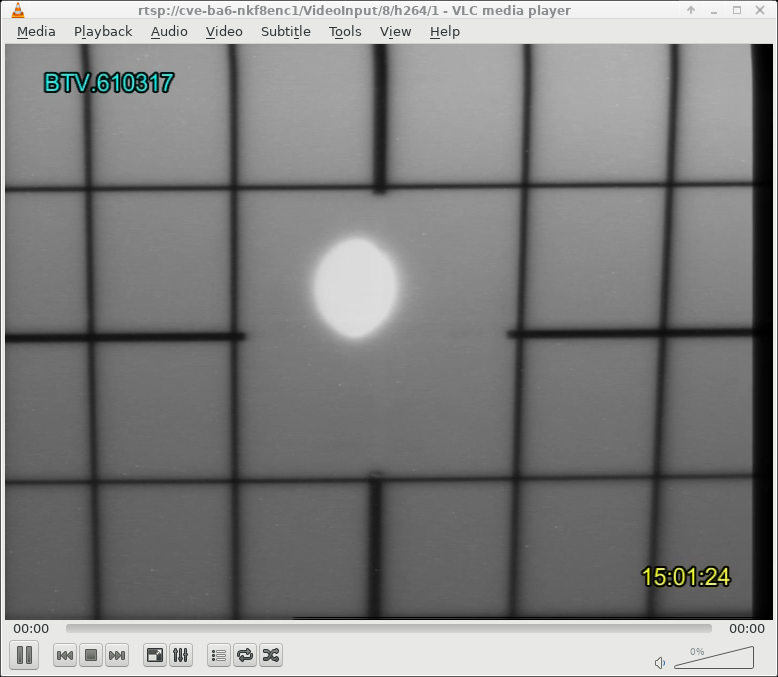 rtsp://cve-ba6-nkf8enc1/VideoInput/8/h264/1 - VLC media player
Media Playback Audio Video Subtitle Tools View Help
BTV.610317
15:01:24
00:00 00:00
0%